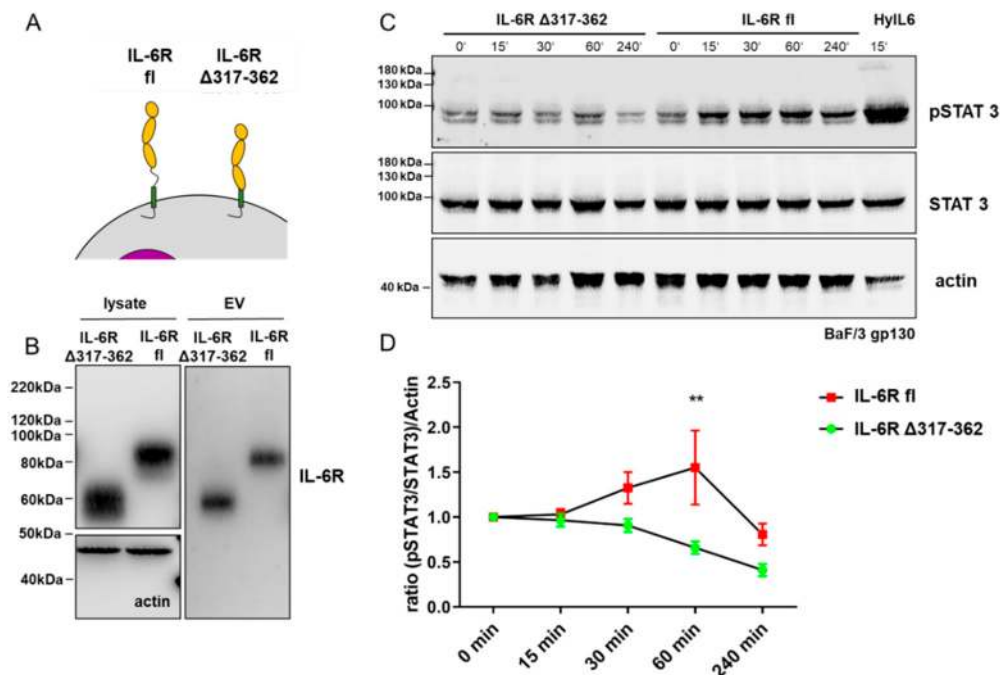 A
IL-6R
fl
IL-6R
Δ317-362
B
lysate
EV
IL-6R
Δ317-362
IL-6R
fl
IL-6R
Δ317-362
IL-6R
fl
220kDa
120kDa
100kDa
80kDa
60kDa
50kDa
40kDa
IL-6R
actin
C
IL-6R Δ317-362
IL-6R fl
HyIL6
0' 15' 30' 60' 240' 0' 15' 30' 60' 240' 15'
180 kDa
130 kDa
100 kDa
pSTAT 3
180 kDa
130 kDa
100 kDa
STAT 3
40 kDa
actin
BaF/3 gp130
D
ratio (pSTAT3/STAT3)/Actin
2.5
2.0
1.5
1.0
0.5
0.0
**
IL-6R fl
IL-6R Δ317-362
0 min
15 min
30 min
60 min
240 min